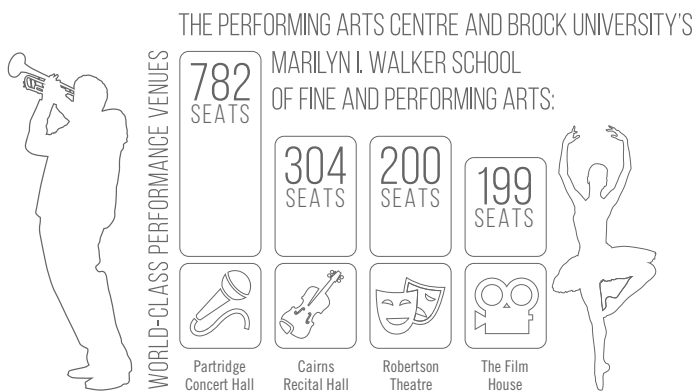 THE PERFORMING ARTS CENTRE AND BROCK UNIVERSITY'S
MARILYN I. WALKER SCHOOL
OF FINE AND PERFORMING ARTS:
WORLD-CLASS PERFORMANCE VENUES
782
SEATS
304
SEATS
200
SEATS
199
SEATS
Partridge
Concert Hall
Cairns
Recital Hall
Robertson
Theatre
The Film
House